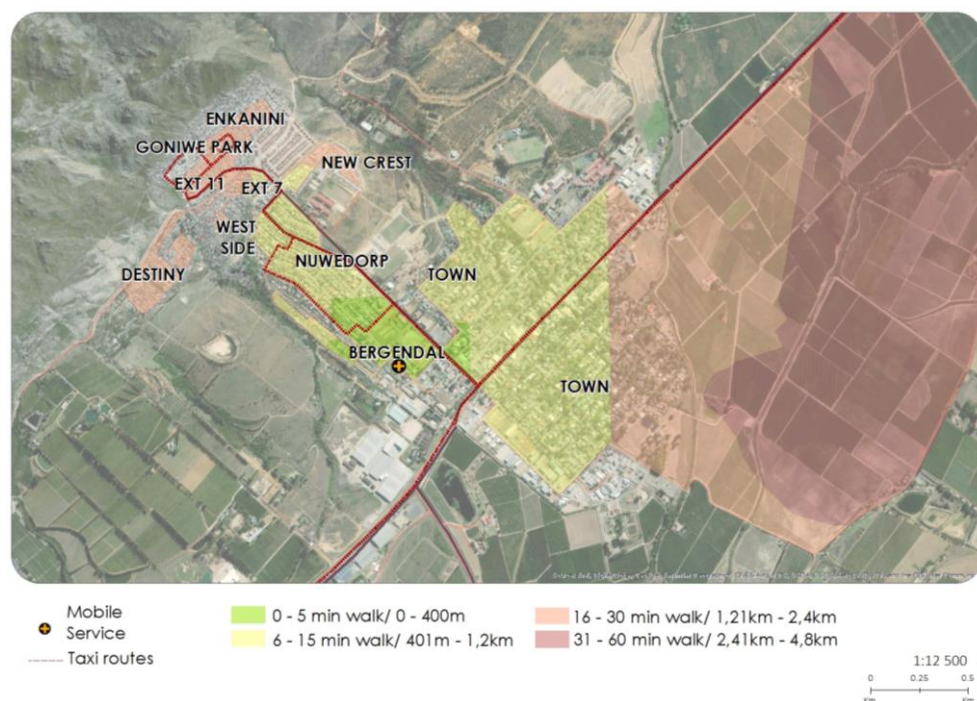 ENKANINI
GONIWE PARK
NEW CREST
EXT 11
EXT 7
WEST
SIDE
NUWEDORP
TOWN
DESTINY
BERGENDAL
TOWN
Mobile
Service
Taxi routes
0 - 5 min walk/ 0 - 400m
6 - 15 min walk/ 401m - 1,2km
16 - 30 min walk/ 1,21km - 2,4km
31 - 60 min walk/ 2,41km - 4,8km
1:12 500
0 0.25 0.5
Km Km